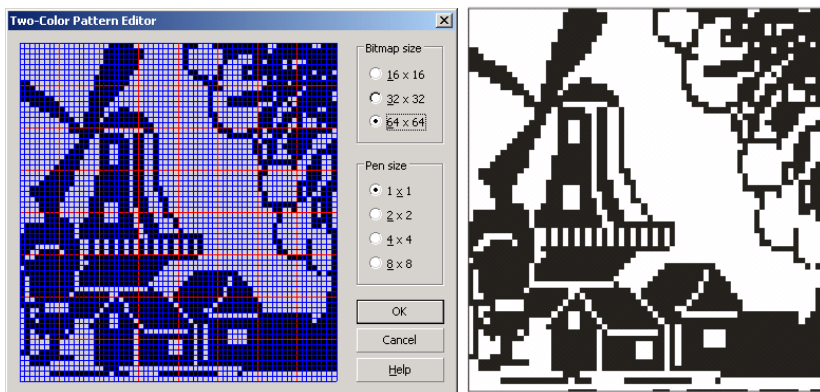 Two-Color Pattern Editor
Bitmap size
16 x 16
32 x 32
64 x 64
Pen size
1 x 1
2 x 2
4 x 4
8 x 8
OK
Cancel
Help